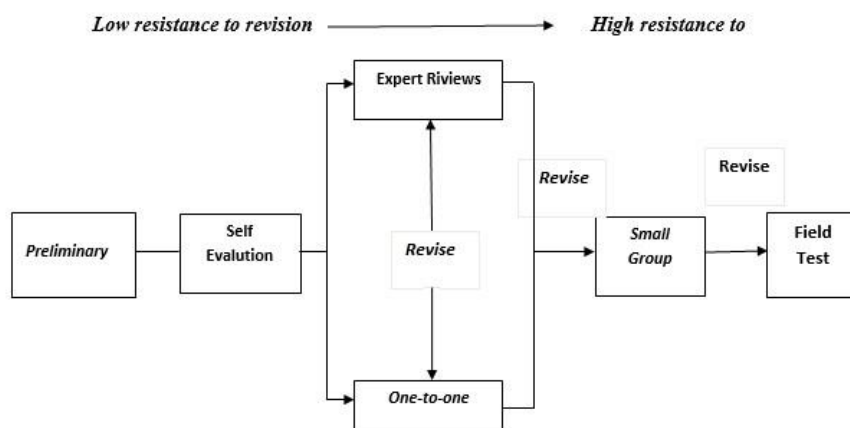 Low resistance to revision
High resistance to
Expert Riviews
Revise
Revise
Preliminary
Self
Evalution
Revise
Small
Group
Field
Test
One-to-one